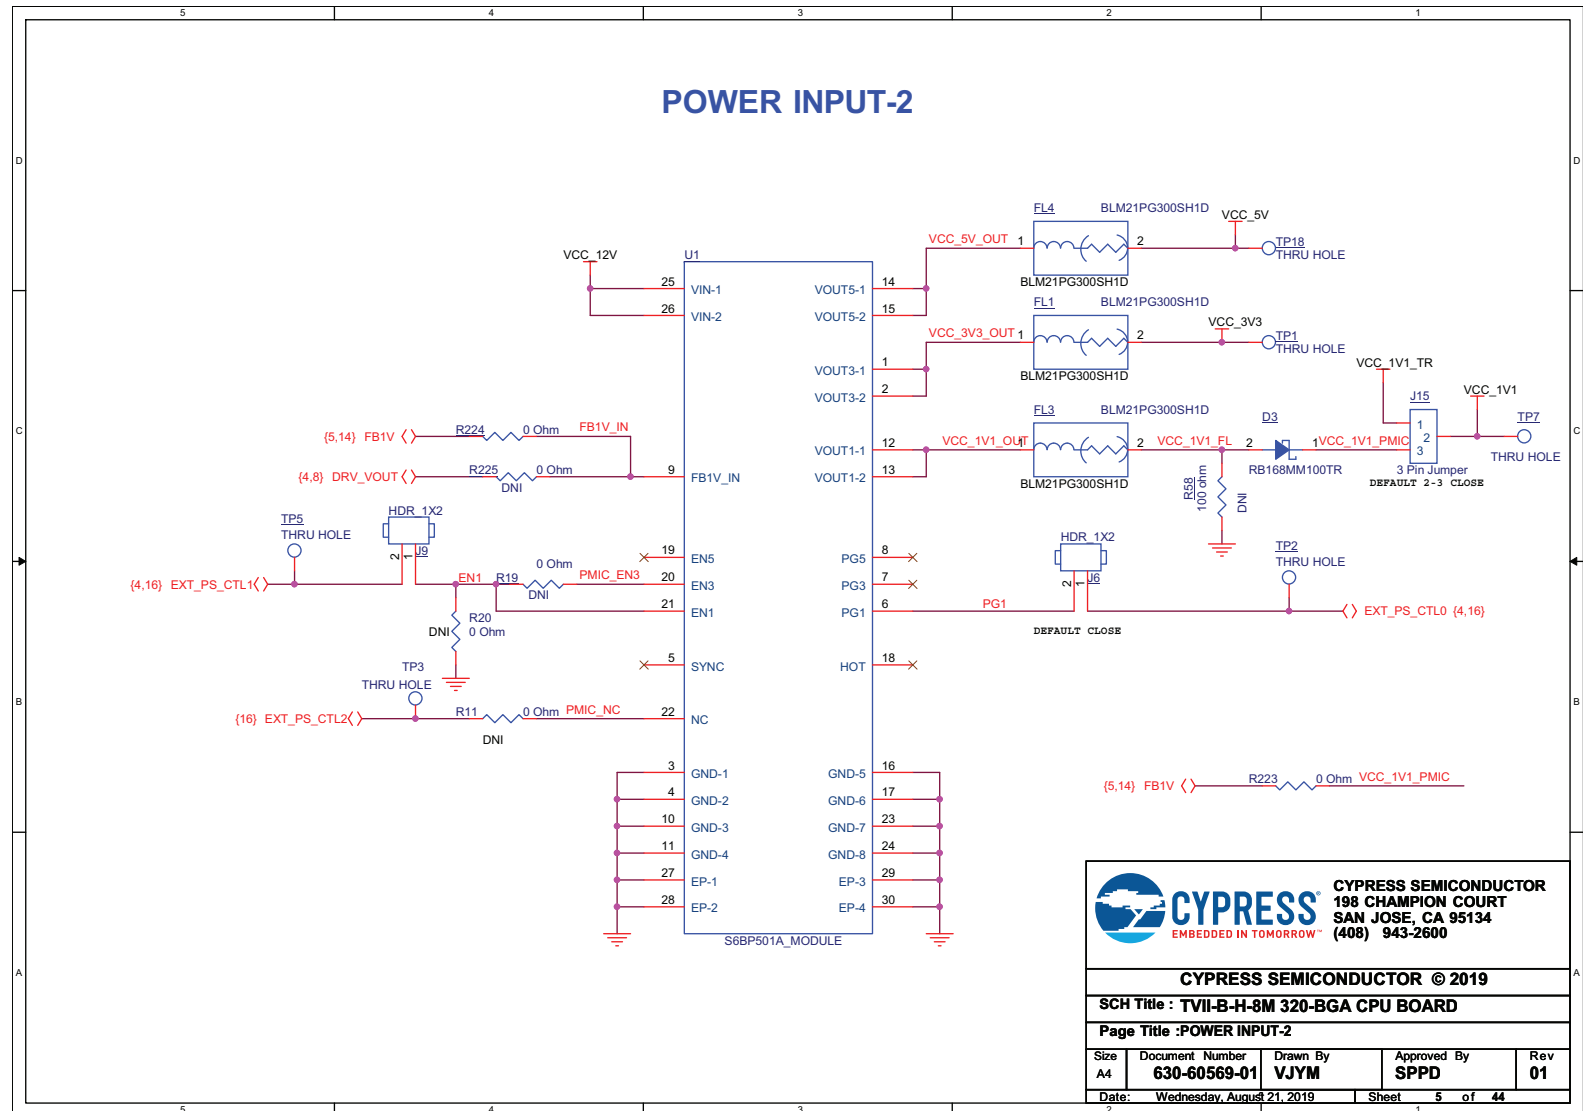 5 4 3 2 1
POWER INPUT-2
D D
FL4 BLM21PG300SH1D
VCC_5V
VCC_5V_OUT 1 2
TP18
THRU HOLE
BLM21PG300SH1D
VCC_12V
U1
25 VIN-1
26 VIN-2
VOUT5-1 14
VOUT5-2 15
FL1 BLM21PG300SH1D
VCC_3V3
VCC_3V3_OUT 1 2
TP1
THRU HOLE
BLM21PG300SH1D
VOUT3-1 1
VOUT3-2 2
VCC_1V1_TR
J15
VCC_1V1
1
2
3
TP7
THRU HOLE
3 Pin Jumper
DEFAULT 2-3 CLOSE
C C
FL3 BLM21PG300SH1D
VOUT1-1 12
VOUT1-2 13
VCC_1V1_OUT 1 2 VCC_1V1_FL
BLM21PG300SH1D
D3
2 1 VCC_1V1_PMIC
RB168MM100TR
R58
100 ohm
DNI
{5,14} FB1V R224 0 Ohm FB1V_IN
{4,8} DRV_VOUT R225 0 Ohm
DNI
9 FB1V_IN
HDR_1X2
2 1 J9
TP5
THRU HOLE
{4,16} EXT_PS_CTL1
EN1 R19 0 Ohm PMIC_EN3
DNI
19 EN5
20 EN3
21 EN1
DNI R20
0 Ohm
PG5 8
PG3 7
PG1 6
PG1
HDR_1X2
2 1 J6
DEFAULT CLOSE
TP2
THRU HOLE
EXT_PS_CTL0 {4,16}
5 SYNC
HOT 18
TP3
THRU HOLE
{16} EXT_PS_CTL2 R11 0 Ohm PMIC_NC
DNI
22 NC
B B
3 GND-1
4 GND-2
10 GND-3
11 GND-4
27 EP-1
28 EP-2
GND-5 16
GND-6 17
GND-7 23
GND-8 24
EP-3 29
EP-4 30
S6BP501A_MODULE
{5,14} FB1V R223 0 Ohm VCC_1V1_PMIC
A A
CYPRESS®
EMBEDDED IN TOMORROW™
CYPRESS SEMICONDUCTOR
198 CHAMPION COURT
SAN JOSE, CA 95134
(408) 943-2600
CYPRESS SEMICONDUCTOR © 2019
SCH Title : TVII-B-H-8M 320-BGA CPU BOARD
Page Title :POWER INPUT-2
Size Document Number Drawn By Approved By Rev
A4 630-60569-01 VJYM SPPD 01
Date: Wednesday, August 21, 2019 Sheet 5 of 44
5 4 3 2 1